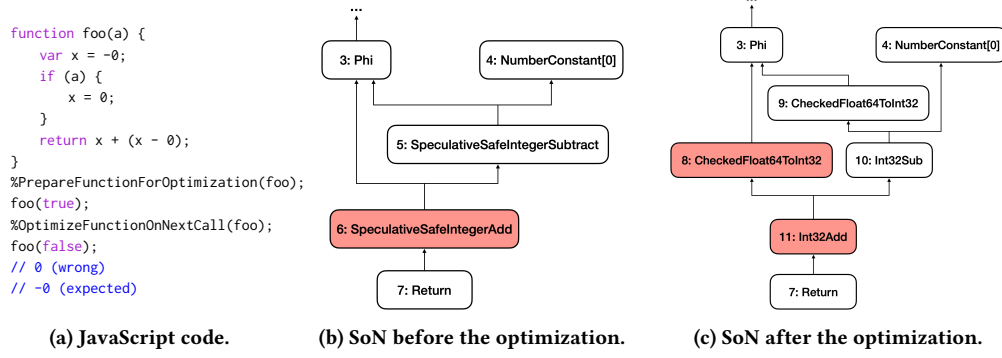 function foo(a) {
var x = -0;
if (a) {
x = 0;
}
return x + (x - 0);
}
%PrepareFunctionForOptimization(foo);
foo(true);
%OptimizeFunctionOnNextCall(foo);
foo(false);
// 0 (wrong)
// -0 (expected)
(a) JavaScript code.
...
3: Phi
4: NumberConstant[0]
5: SpeculativeSafeIntegerSubtract
6: SpeculativeSafeIntegerAdd
7: Return
(b) SoN before the optimization.
...
3: Phi
4: NumberConstant[0]
9: CheckedFloat64ToInt32
8: CheckedFloat64ToInt32
10: Int32Sub
11: Int32Add
7: Return
(c) SoN after the optimization.